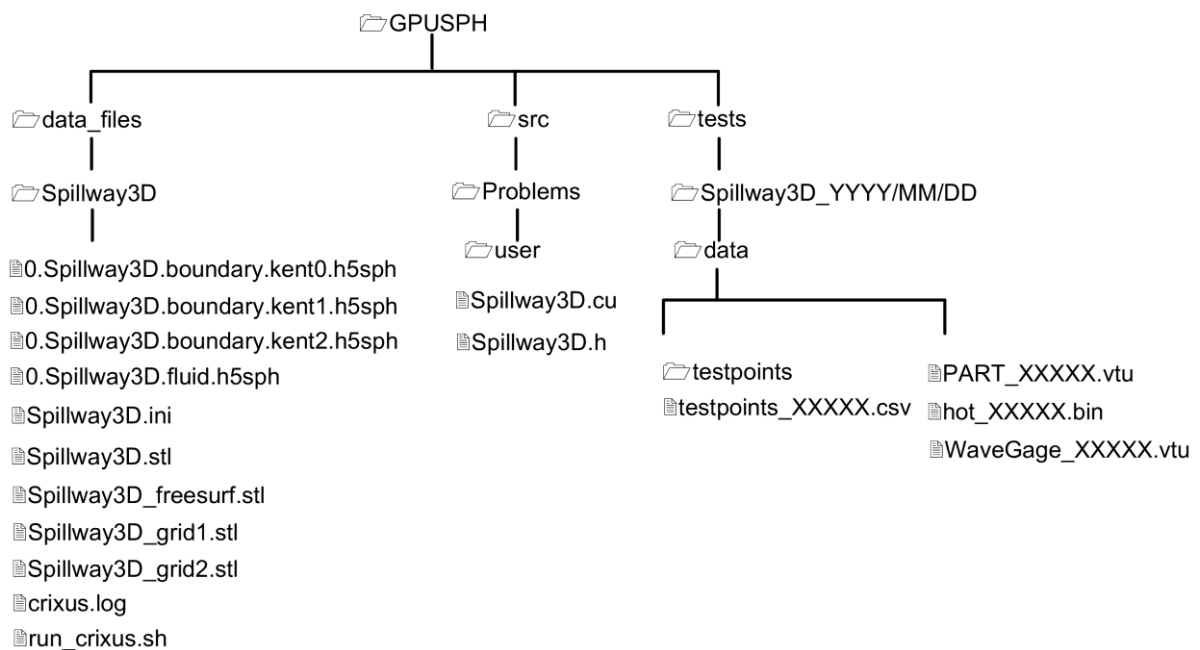 GPUSPH
data_files
src
tests
Spillway3D
Problems
Spillway3D_YYYY/MM/DD
user
data
0.Spillway3D.boundary.kent0.h5sph
0.Spillway3D.boundary.kent1.h5sph
0.Spillway3D.boundary.kent2.h5sph
0.Spillway3D.fluid.h5sph
Spillway3D.ini
Spillway3D.stl
Spillway3D_freesurf.stl
Spillway3D_grid1.stl
Spillway3D_grid2.stl
crixus.log
run_crixus.sh
Spillway3D.cu
Spillway3D.h
testpoints
testpoints_XXXXX.csv
PART_XXXXX.vtu
hot_XXXXX.bin
WaveGage_XXXXX.vtu